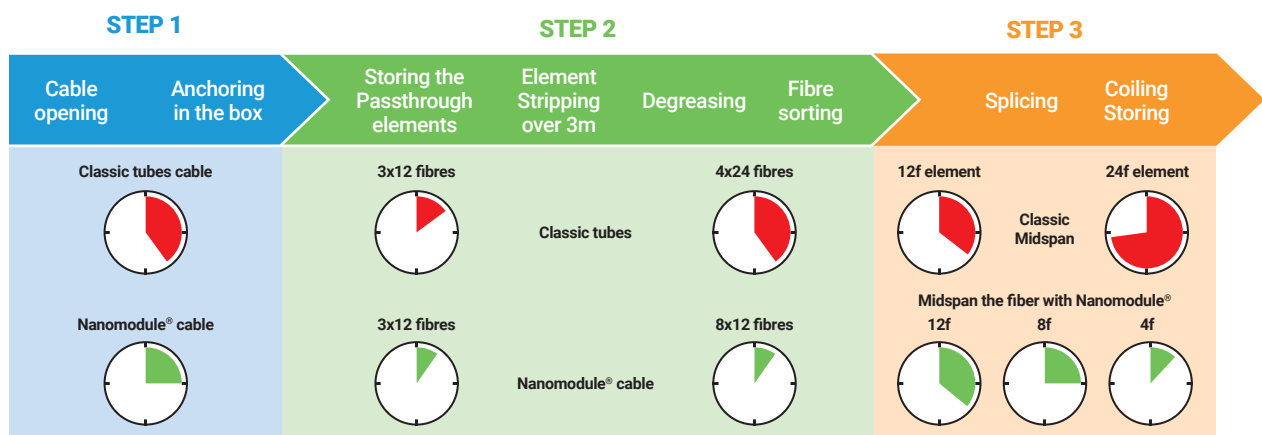 STEP 1
STEP 2
STEP 3
Cable
opening
Anchoring
in the box
Storing the
Passthrough
elements
Element
Stripping
over 3m
Degreasing
Fibre
sorting
Splicing
Coiling
Storing
Classic tubes cable
3x12 fibres
4x24 fibres
12f element
24f element
Classic tubes
Classic
Midspan
Midspan the fiber with Nanomodule®
Nanomodule® cable
3x12 fibres
8x12 fibres
12f
8f
4f
Nanomodule® cable